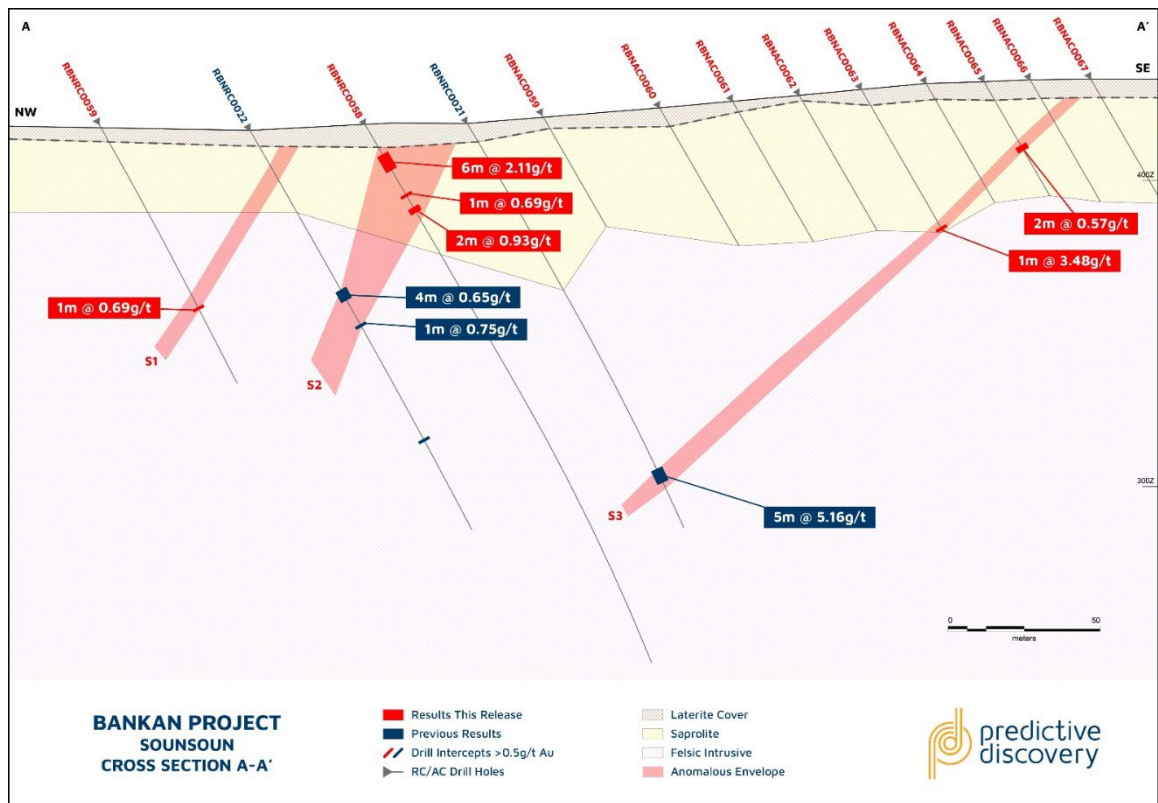 A
A′
NW
SE
RBNRC0059
RBNRC0022
RBNRC0058
RBNRC0021
RBNAC0059
RBNAC0060
RBNAC0061
RBNAC0062
RBNAC0063
RBNAC0064
RBNAC0065
RBNAC0066
RBNAC0067
6m @ 2.11g/t
400Z
1m @ 0.69g/t
2m @ 0.57g/t
2m @ 0.93g/t
1m @ 3.48g/t
4m @ 0.65g/t
1m @ 0.69g/t
1m @ 0.75g/t
S1
S2
300Z
S3
5m @ 5.16g/t
0 50
meters
BANKAN PROJECT
SOUNSOUN
CROSS SECTION A-A′
Results This Release
Previous Results
Drill Intercepts >0.5g/t Au
RC/AC Drill Holes
Laterite Cover
Saprolite
Felsic Intrusive
Anomalous Envelope
predictive
discovery